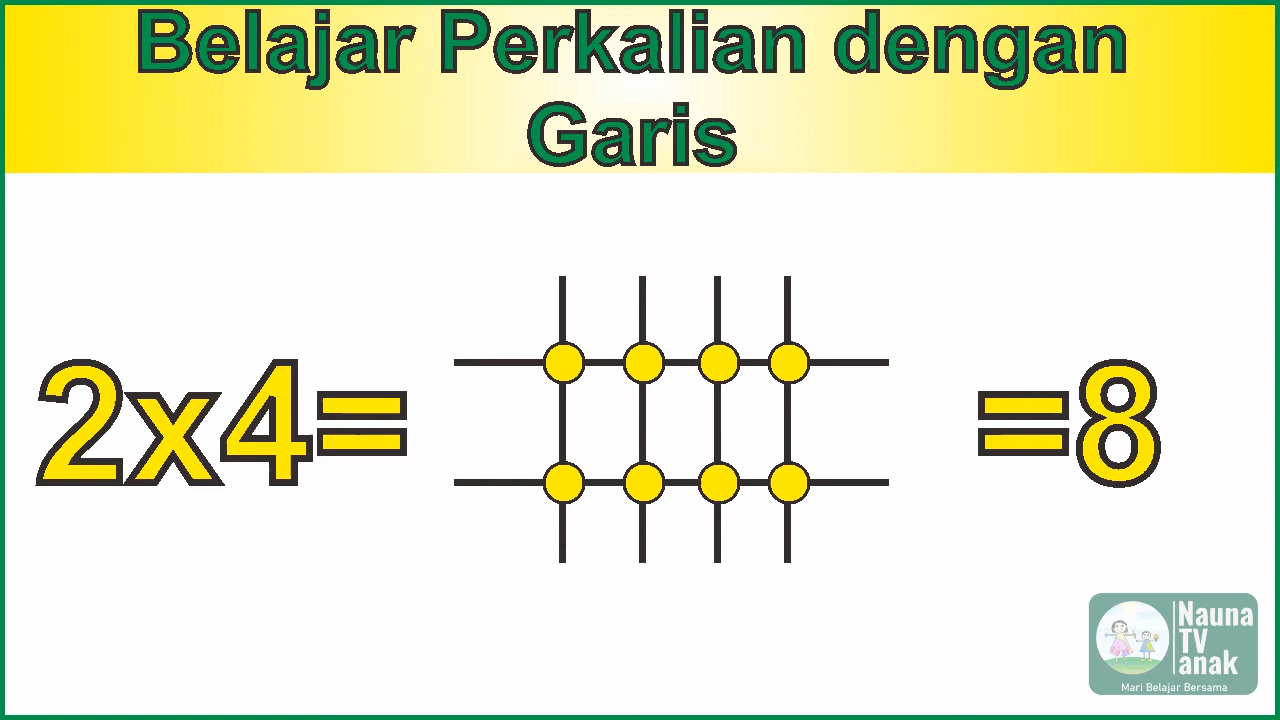 Belajar Perkalian dengan
Garis
2x4=
=8
Nauna
TV
anak
Mari Belajar Bersama